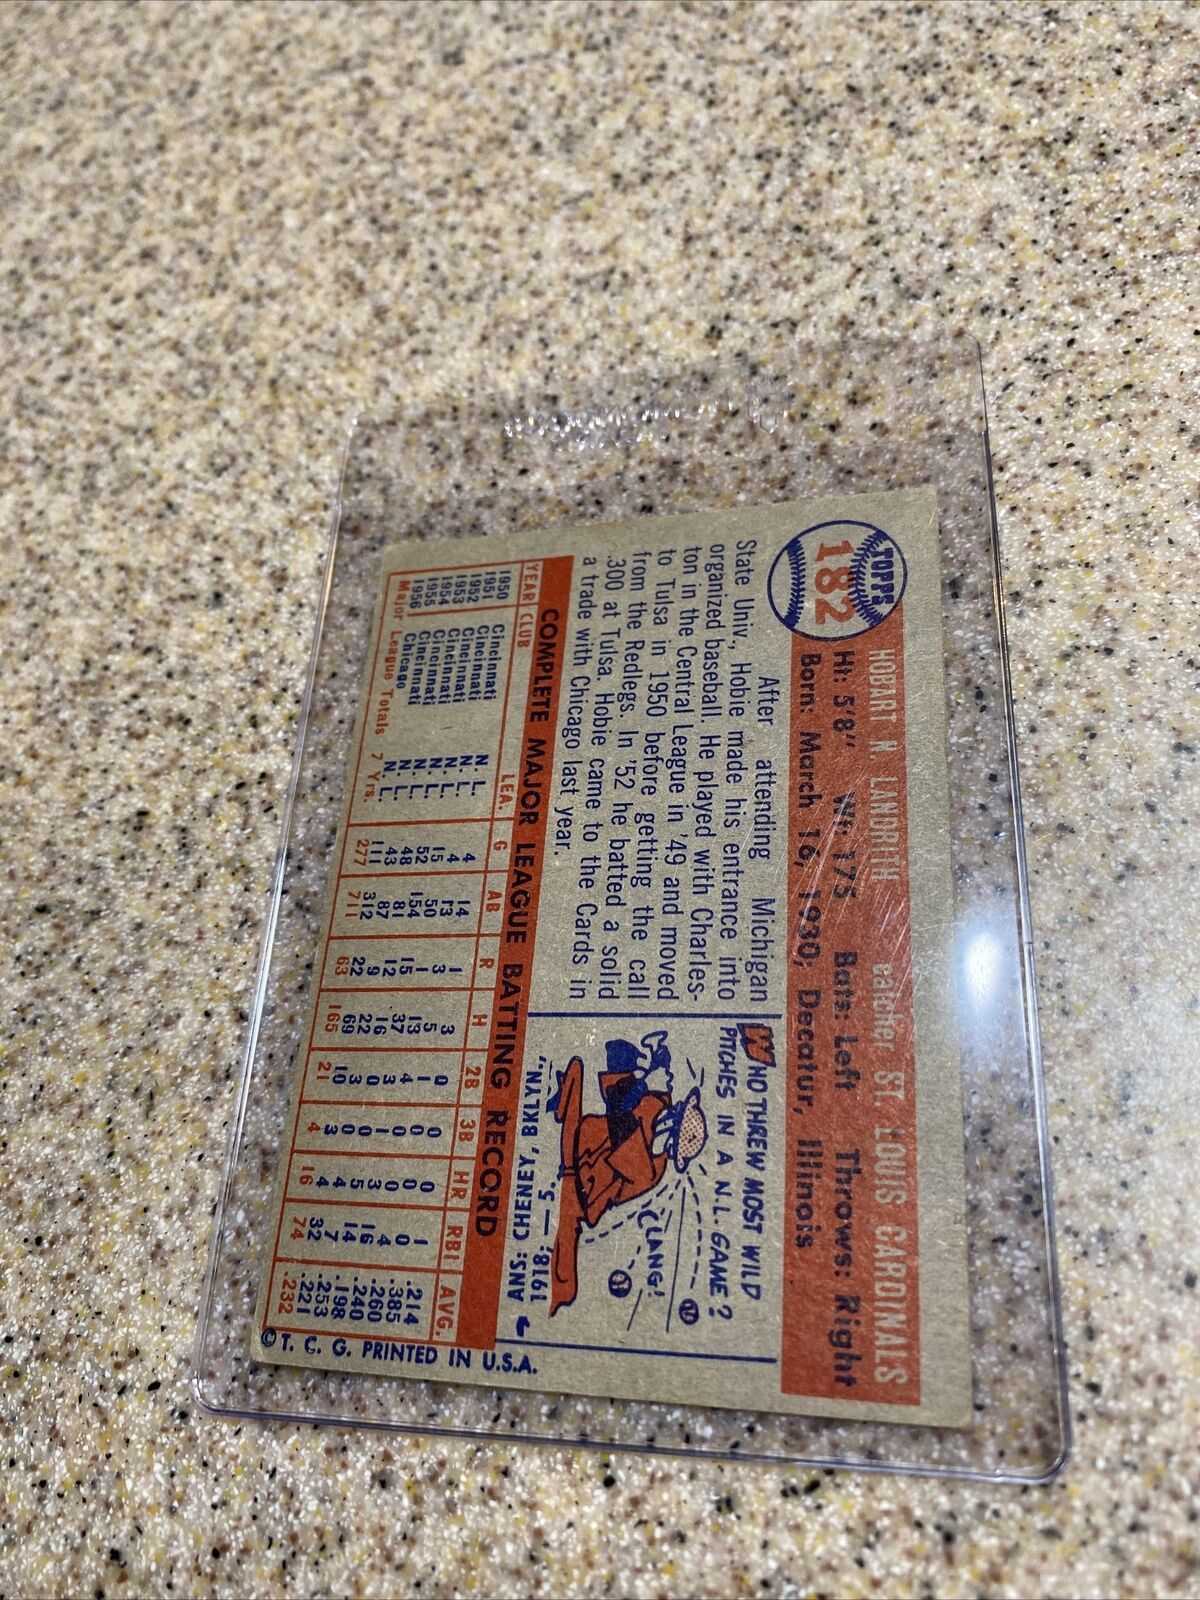 TOPPS
182
HOBART N. LANDRITH catcher ST. LOUIS CARDINALS
Ht: 5'8" Wt: 175 Bats: Left Throws: Right
Born: March 16, 1930; Decatur, Illinois
After attending Michigan
State Univ., Hobie made his entrance into
organized baseball. He played with Charles-
ton in the Central League in '49 and moved
to Tulsa in 1950 before getting the call
from the Redlegs. In '52 he batted a solid
.300 at Tulsa. Hobie came to the Cards in
a trade with Chicago last year.
WHO THREW MOST WILD
PITCHES IN A N.L. GAME?
CLANG!
ANS: CHENEY, BKLYN.,
1918: — 5.
COMPLETE MAJOR LEAGUE BATTING RECORD
YEAR CLUB LEA. G AB R H 2B 3B HR RBI AVG.
1950 Cincinnati N. L. 4 14 1 3 0 0 0 1 .214
1951 Cincinnati N. L. 4 13 3 5 1 0 0 0 .385
1952 Cincinnati N. L. 15 50 1 13 4 0 0 4 .260
1953 Cincinnati N. L. 52 154 15 37 3 1 3 16 .240
1954 Cincinnati N. L. 48 81 12 16 0 0 5 14 .198
1955 Cincinnati N. L. 43 87 9 22 3 0 4 7 .253
1956 Chicago N. L. 111 312 22 69 10 3 4 32 .221
Major League Totals 7 Yrs. 277 711 63 165 21 4 16 74 .232
© T. C. G. PRINTED IN U.S.A.